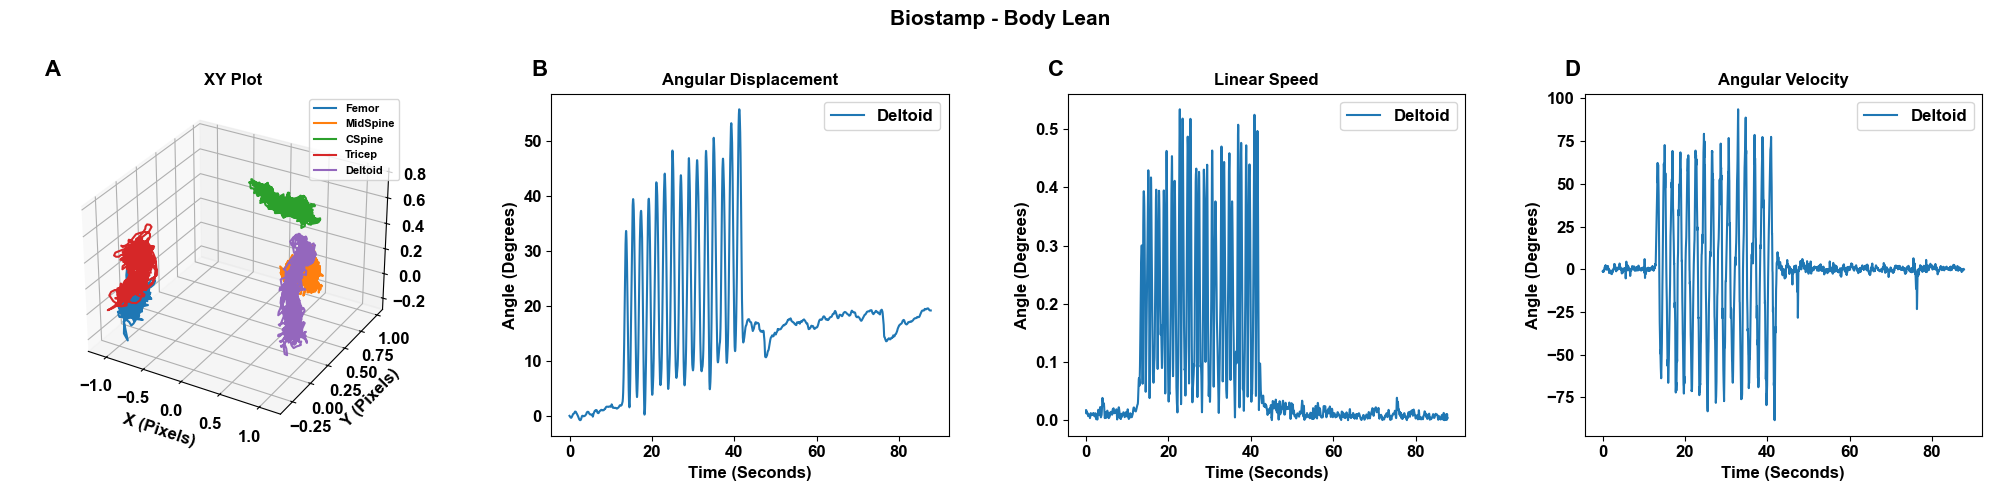 Biostamp - Body Lean
A
XY Plot
Femor
MidSpine
CSpine
Tricep
Deltoid
0.8
0.6
0.4
0.2
0.0
−0.2
−1.0
−0.5
0.0
0.5
1.0
X (Pixels)
−0.25
0.00
0.25
0.50
0.75
1.00
Y (Pixels)
B
Angular Displacement
Deltoid
50
40
30
20
10
0
Angle (Degrees)
0 20 40 60 80
Time (Seconds)
C
Linear Speed
Deltoid
0.5
0.4
0.3
0.2
0.1
0.0
Angle (Degrees)
0 20 40 60 80
Time (Seconds)
D
Angular Velocity
Deltoid
100
75
50
25
0
−25
−50
−75
Angle (Degrees)
0 20 40 60 80
Time (Seconds)